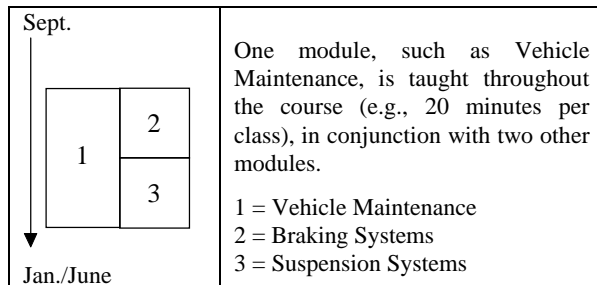 Sept.
1
2
3
Jan./June
One module, such as Vehicle
Maintenance, is taught throughout
the course (e.g., 20 minutes per
class), in conjunction with two other
modules.
1 = Vehicle Maintenance
2 = Braking Systems
3 = Suspension Systems